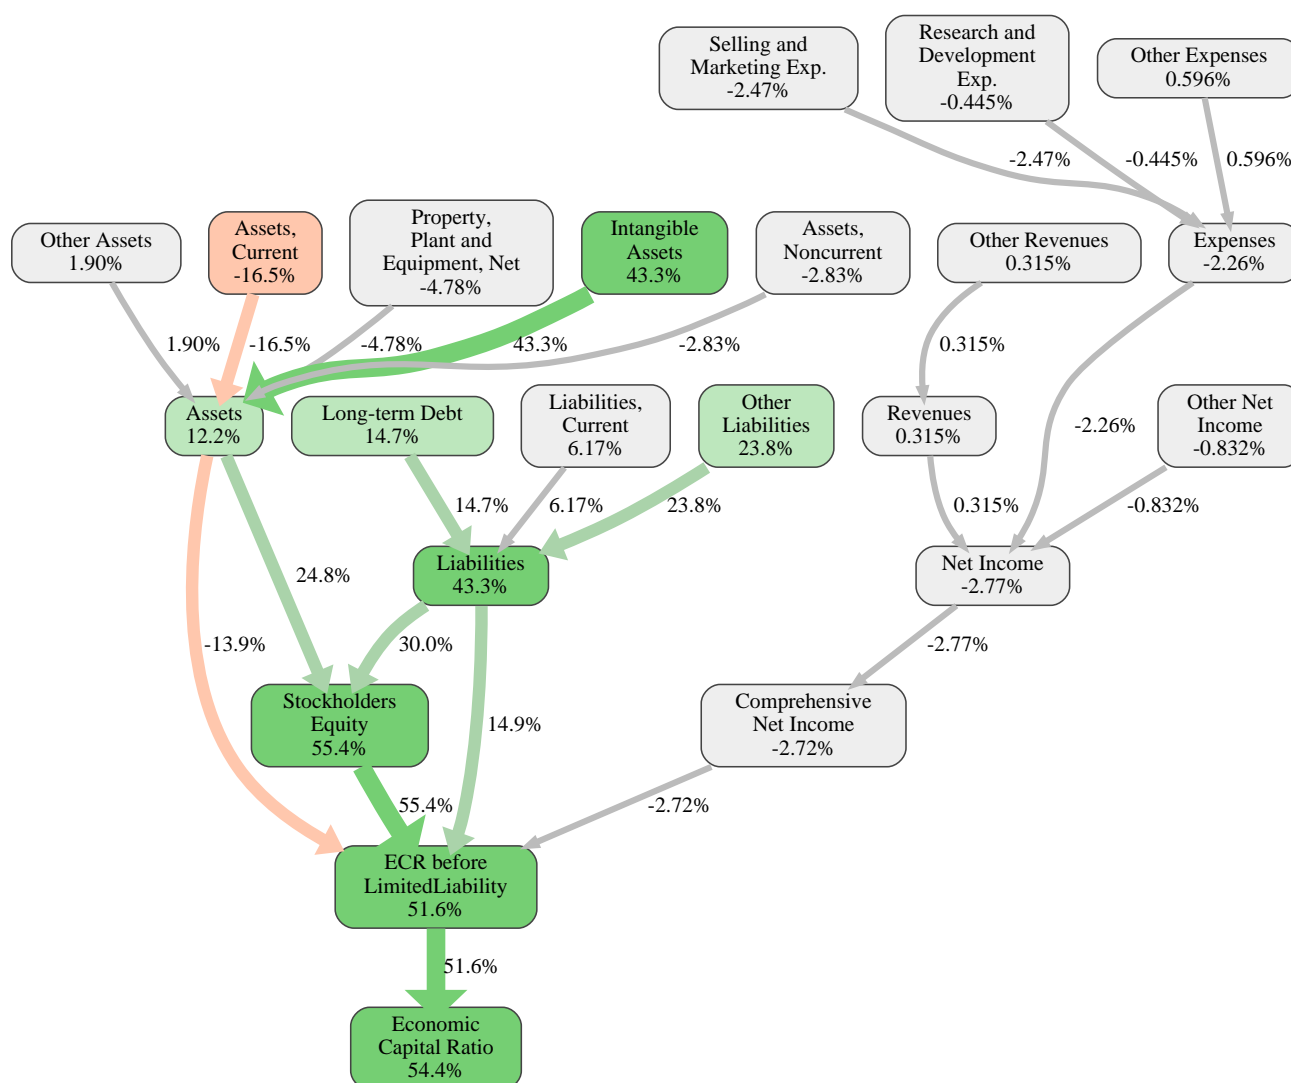 Selling and
Marketing Exp.
-2.47%
Research and
Development
Exp.
-0.445%
Other Expenses
0.596%
-2.47%
-0.445%
0.596%
Other Assets
1.90%
Assets,
Current
-16.5%
Property,
Plant and
Equipment, Net
-4.78%
Intangible
Assets
43.3%
Assets,
Noncurrent
-2.83%
Other Revenues
0.315%
Expenses
-2.26%
1.90%
-16.5%
-4.78%
43.3%
-2.83%
0.315%
Assets
12.2%
Long-term Debt
14.7%
Liabilities,
Current
6.17%
Other
Liabilities
23.8%
Revenues
0.315%
-2.26%
Other Net
Income
-0.832%
14.7%
6.17%
23.8%
0.315%
-0.832%
24.8%
Liabilities
43.3%
Net Income
-2.77%
-13.9%
30.0%
-2.77%
Stockholders
Equity
55.4%
14.9%
Comprehensive
Net Income
-2.72%
55.4%
-2.72%
ECR before
LimitedLiability
51.6%
51.6%
Economic
Capital Ratio
54.4%